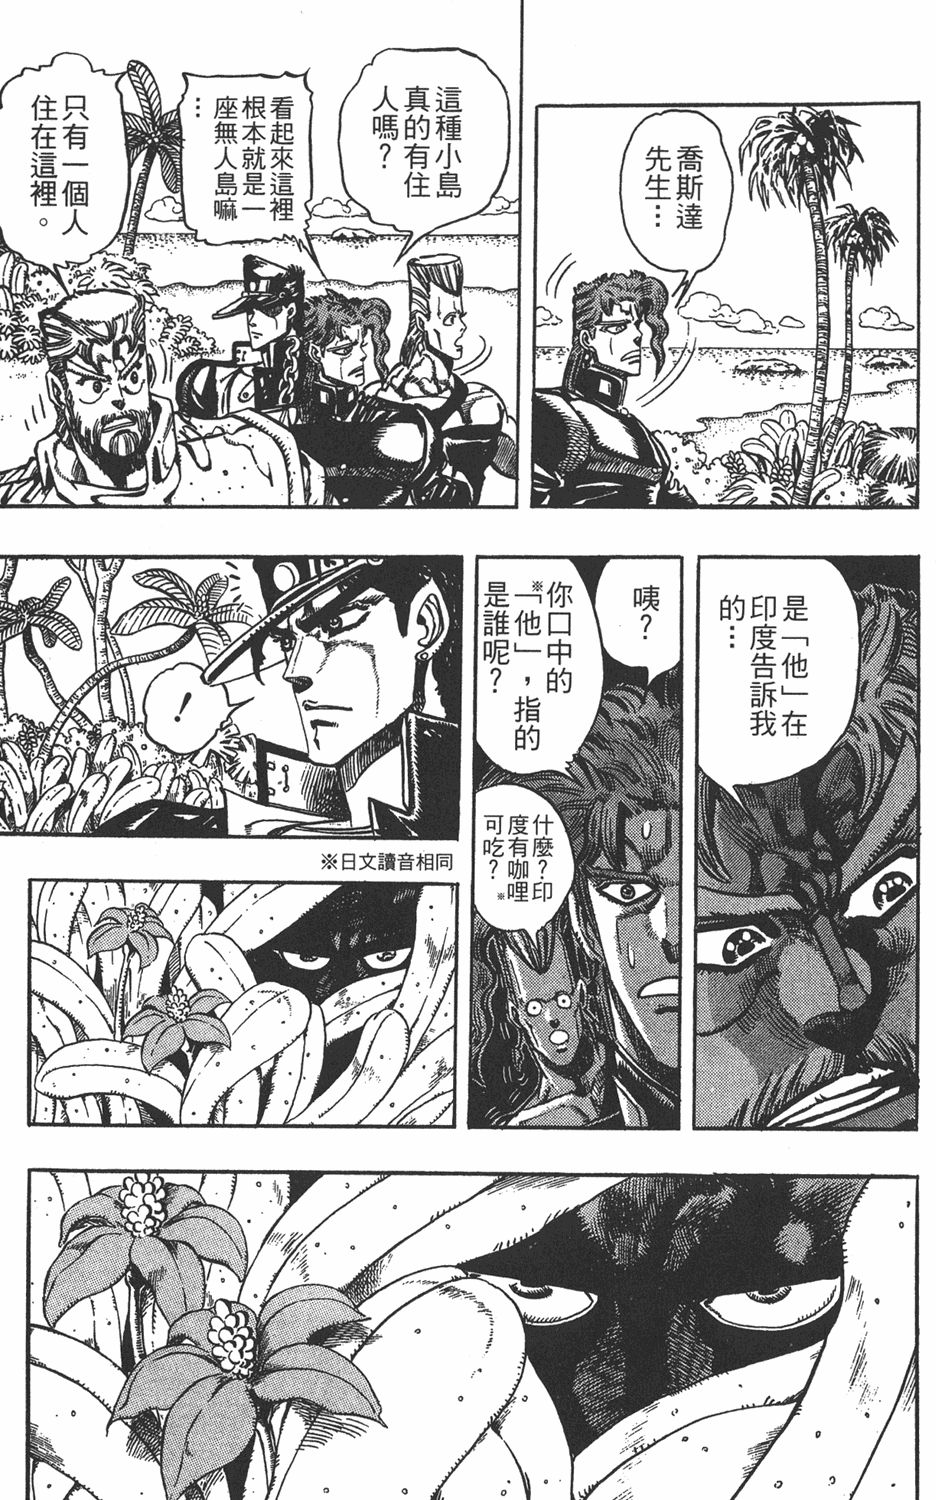 喬斯達
先生…
這種小島
真的有住
人嗎？
看起來這裡
根本就是一
座無人島嘛
…
只有一個人
住在這裡。
是「他」在
印度告訴我
的…
咦？
你口中的
※「他」，指的
是誰呢？
什麼？印
度有咖哩
可吃？※
！
※日文讀音相同